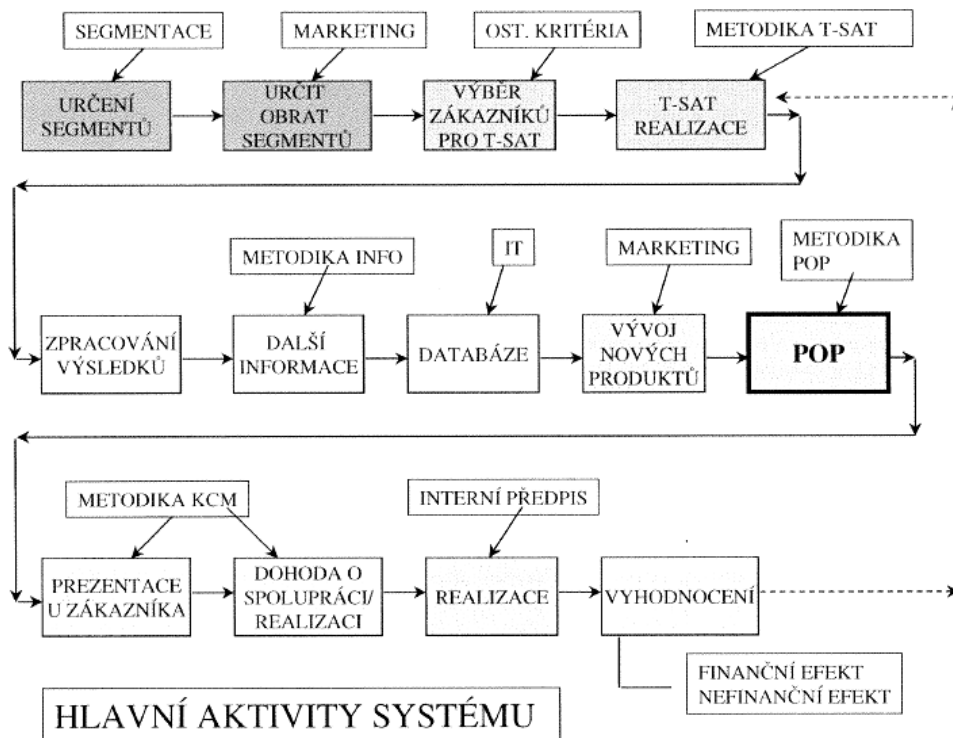 SEGMENTACE
MARKETING
OST. KRITÉRIA
METODIKA T-SAT
URČENÍ
SEGMENTŮ
URČIT
OBRAT
SEGMENTŮ
VÝBĚR
ZÁKAZNÍKŮ
PRO T-SAT
T-SAT
REALIZACE
METODIKA INFO
IT
MARKETING
METODIKA
POP
ZPRACOVÁNÍ
VÝSLEDKŮ
DALŠÍ
INFORMACE
DATABÁZE
VÝVOJ
NOVÝCH
PRODUKTŮ
POP
METODIKA KCM
INTERNÍ PŘEDPIS
PREZENTACE
U ZÁKAZNÍKA
DOHODA O
SPOLUPRÁCI/
REALIZACI
REALIZACE
VYHODNOCENÍ
FINANČNÍ EFEKT
NEFINANČNÍ EFEKT
HLAVNÍ AKTIVITY SYSTÉMU